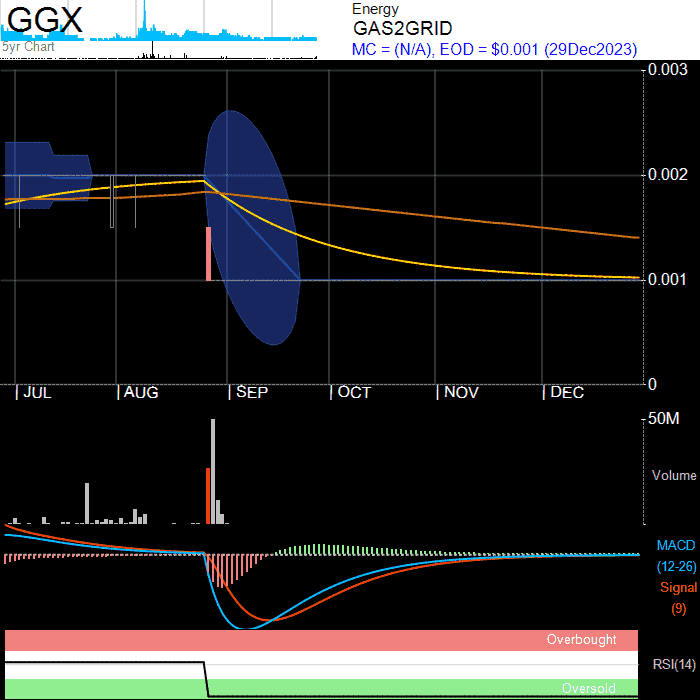 GGX
5yr Chart
Energy
GAS2GRID
MC = (N/A), EOD = $0.001 (29Dec2023)
0.003
0.002
0.001
0
JUL AUG SEP OCT NOV DEC
50M
Volume
MACD
(12-26)
Signal
(9)
Overbought
RSI(14)
Oversold